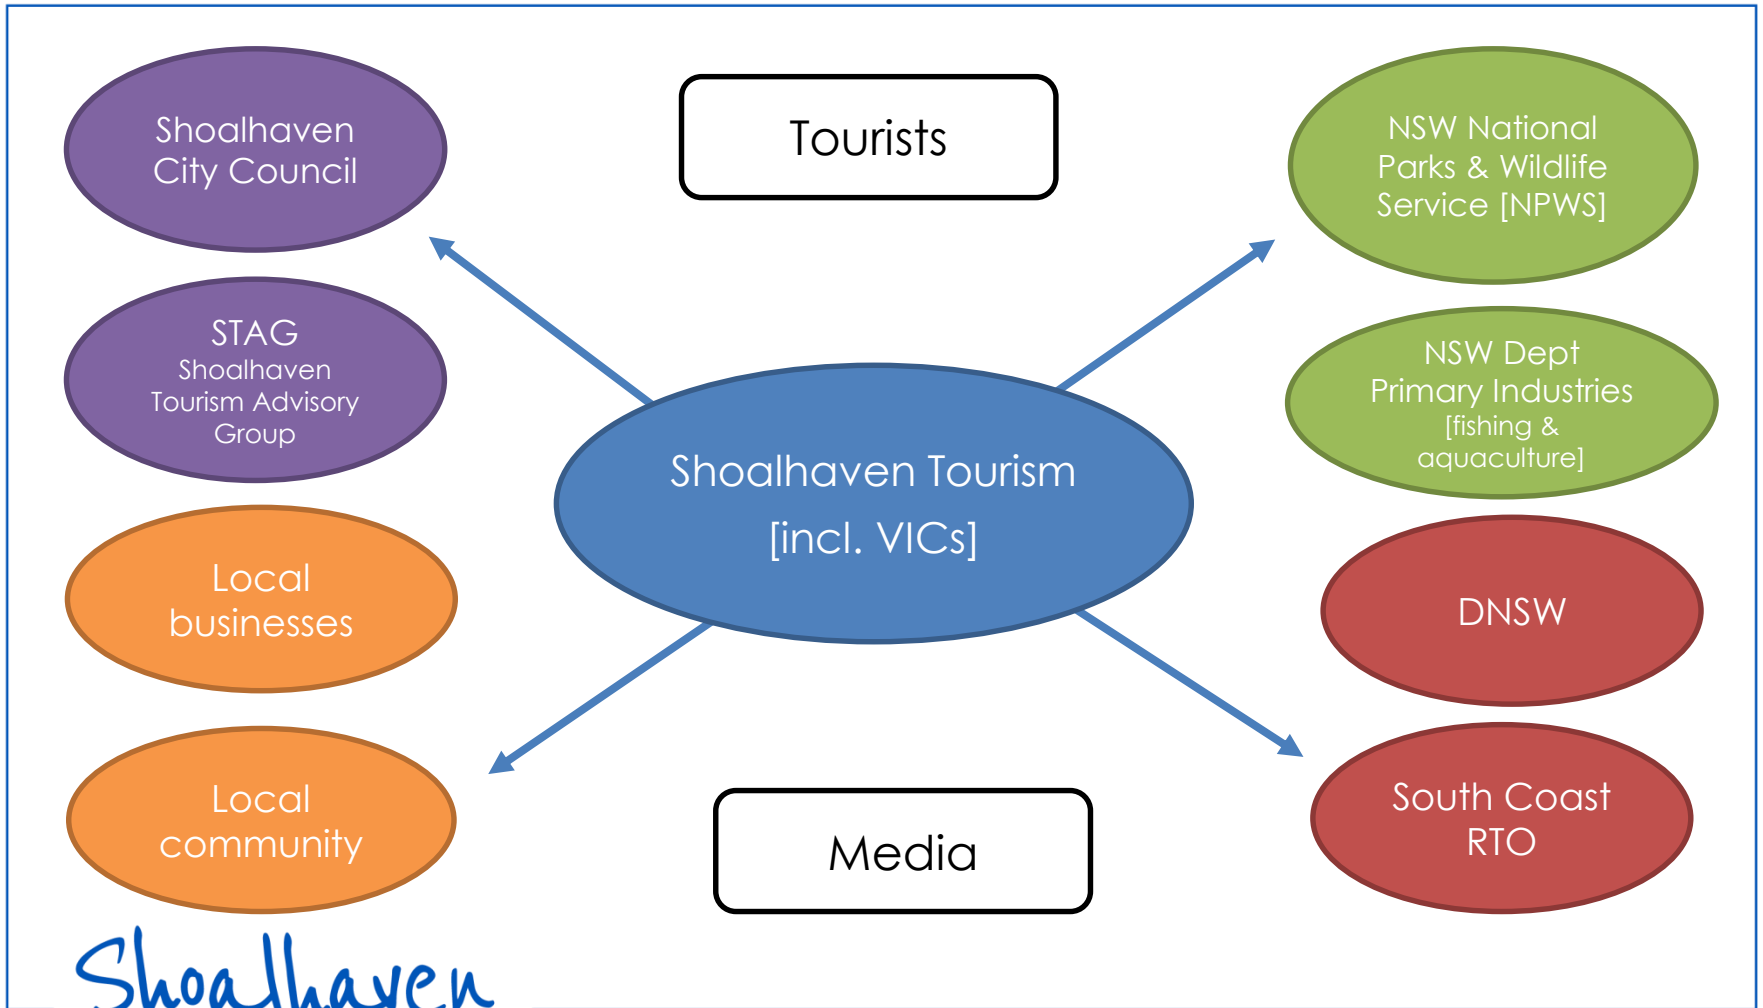 Shoalhaven
City Council
STAG
Shoalhaven
Tourism Advisory
Group
Local
businesses
Local
community
Tourists
Shoalhaven Tourism
[incl. VICs]
Media
NSW National
Parks & Wildlife
Service [NPWS]
NSW Dept
Primary Industries
[fishing &
aquaculture]
DNSW
South Coast
RTO
Shoalhaven